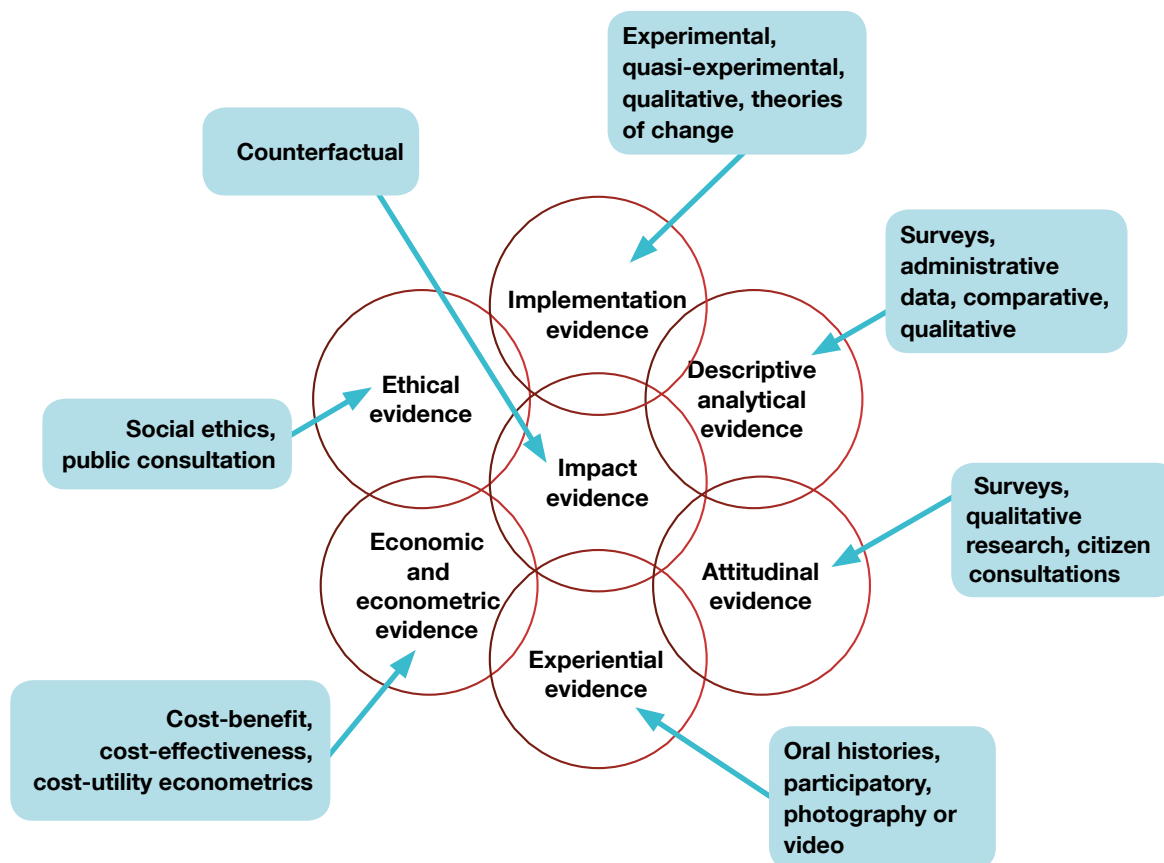 Experimental,
quasi-experimental,
qualitative, theories
of change
Counterfactual
Surveys,
administrative
data, comparative,
qualitative
Implementation
evidence
Descriptive
analytical
evidence
Ethical
evidence
Social ethics,
public consultation
Impact
evidence
Surveys,
qualitative
research, citizen
consultations
Economic
and
econometric
evidence
Attitudinal
evidence
Experiential
evidence
Cost-benefit,
cost-effectiveness,
cost-utility econometrics
Oral histories,
participatory,
photography or
video